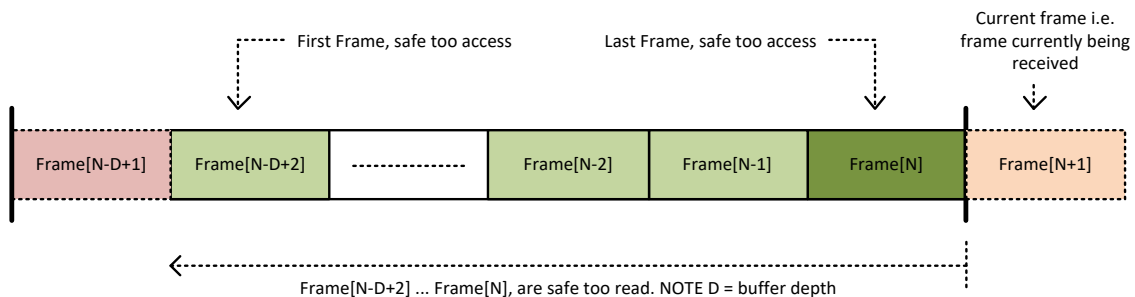 First Frame, safe too access
Last Frame, safe too access
Current frame i.e.
frame currently being
received
Frame[N-D+1]
Frame[N-D+2]
Frame[N-2]
Frame[N-1]
Frame[N]
Frame[N+1]
Frame[N-D+2] ... Frame[N], are safe too read. NOTE D = buffer depth